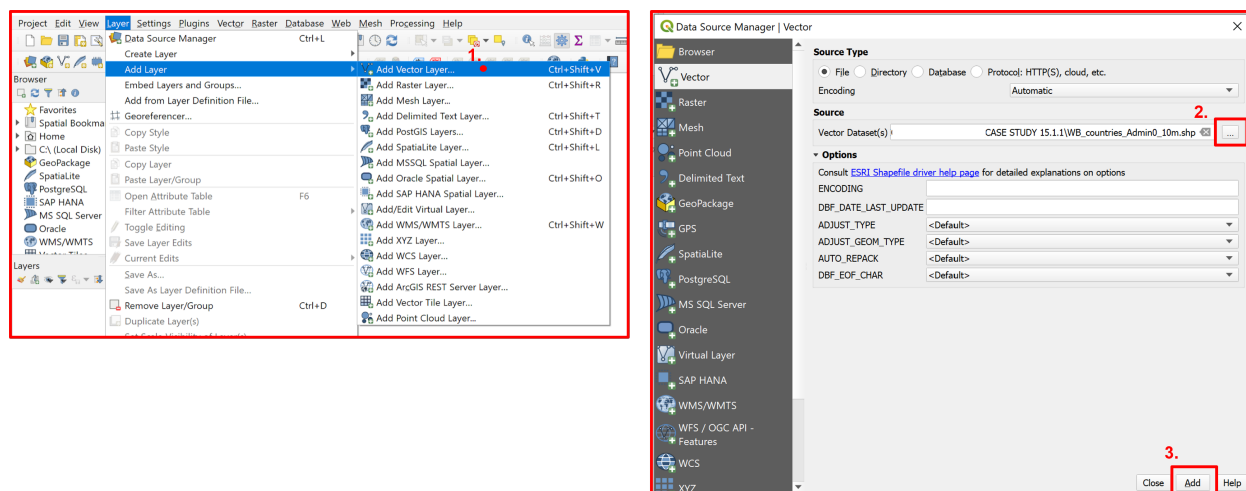 Project Edit View Layer Settings Plugins Vector Raster Database Web Mesh Processing Help
Data Source Manager Ctrl+L
Create Layer
1.
Add Layer
Add Vector Layer... Ctrl+Shift+V
Browser
Embed Layers and Groups...
Add Raster Layer... Ctrl+Shift+R
Add from Layer Definition File...
Add Mesh Layer...
Favorites
Georeferencer...
Add Delimited Text Layer... Ctrl+Shift+T
Spatial Bookma
Home
Copy Style
Add PostGIS Layers... Ctrl+Shift+D
C:\ (Local Disk)
Paste Style
Add SpatiaLite Layer... Ctrl+Shift+L
GeoPackage
Copy Layer
Add MSSQL Spatial Layer...
SpatiaLite
Paste Layer/Group
Add Oracle Spatial Layer... Ctrl+Shift+O
PostgreSQL
Open Attribute Table F6
Add SAP HANA Spatial Layer...
SAP HANA
Filter Attribute Table
Add/Edit Virtual Layer...
MS SQL Server
Oracle
Toggle Editing
Add WMS/WMTS Layer... Ctrl+Shift+W
WMS/WMTS
Save Layer Edits
Add XYZ Layer...
Current Edits
Add WCS Layer...
Layers
Save As...
Add WFS Layer...
Save As Layer Definition File...
Add ArcGIS REST Server Layer...
Remove Layer/Group Ctrl+D
Add Vector Tile Layer...
Duplicate Layer(s)
Add Point Cloud Layer...
Data Source Manager | Vector
Browser
Vector
Raster
Mesh
Point Cloud
Delimited Text
GeoPackage
GPS
SpatiaLite
PostgreSQL
MS SQL Server
Oracle
Virtual Layer
SAP HANA
WMS/WMTS
WFS / OGC API -
Features
WCS
XYZ
Source Type
File Directory Database Protocol: HTTP(S), cloud, etc.
Encoding Automatic
Source
2.
Vector Dataset(s) CASE STUDY 15.1.1\WB_countries_Admin0_10m.shp ...
Options
Consult ESRI Shapefile driver help page for detailed explanations on options
ENCODING
DBF_DATE_LAST_UPDATE
ADJUST_TYPE <Default>
ADJUST_GEOM_TYPE <Default>
AUTO_REPACK <Default>
DBF_EOF_CHAR <Default>
3.
Close Add Help